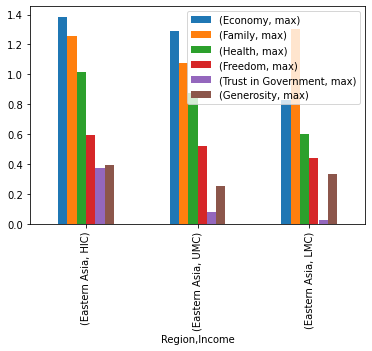 1.4
1.2
1.0
0.8
0.6
0.4
0.2
0.0
(Economy, max)
(Family, max)
(Health, max)
(Freedom, max)
(Trust in Government, max)
(Generosity, max)
(Eastern Asia, HIC)
(Eastern Asia, UMC)
(Eastern Asia, LMC)
Region,Income